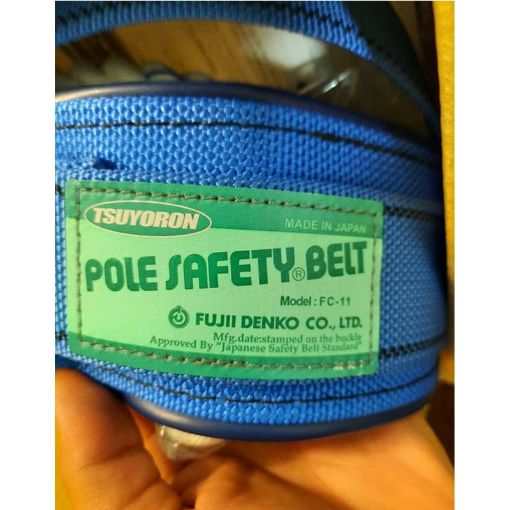 TSUYORON
MADE IN JAPAN
POLE SAFETY® BELT
Model : FC-11
FUJII DENKO CO., LTD.
Mfg.date:stamped on the buckle
Approved By "Japanese Safety Belt Standard"